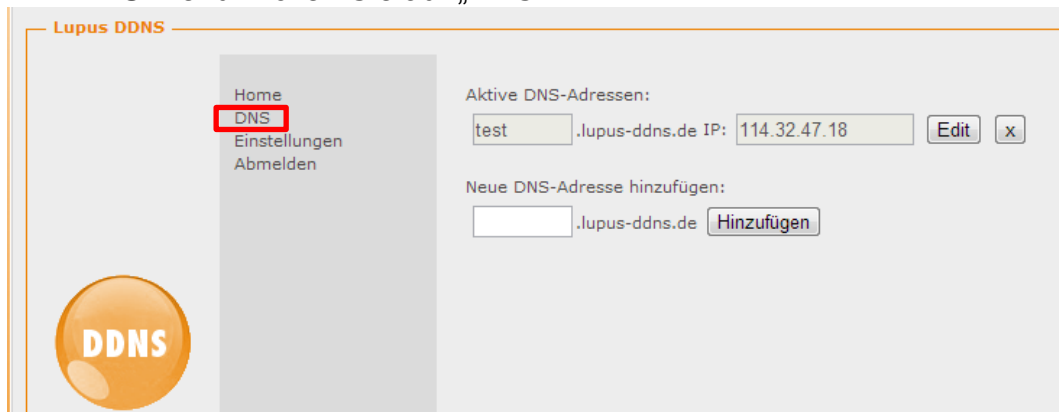 Lupus DDNS
Home
DNS
Einstellungen
Abmelden
Aktive DNS-Adressen:
test .lupus-ddns.de IP: 114.32.47.18 Edit x
Neue DNS-Adresse hinzufügen:
.lupus-ddns.de Hinzufügen
DDNS